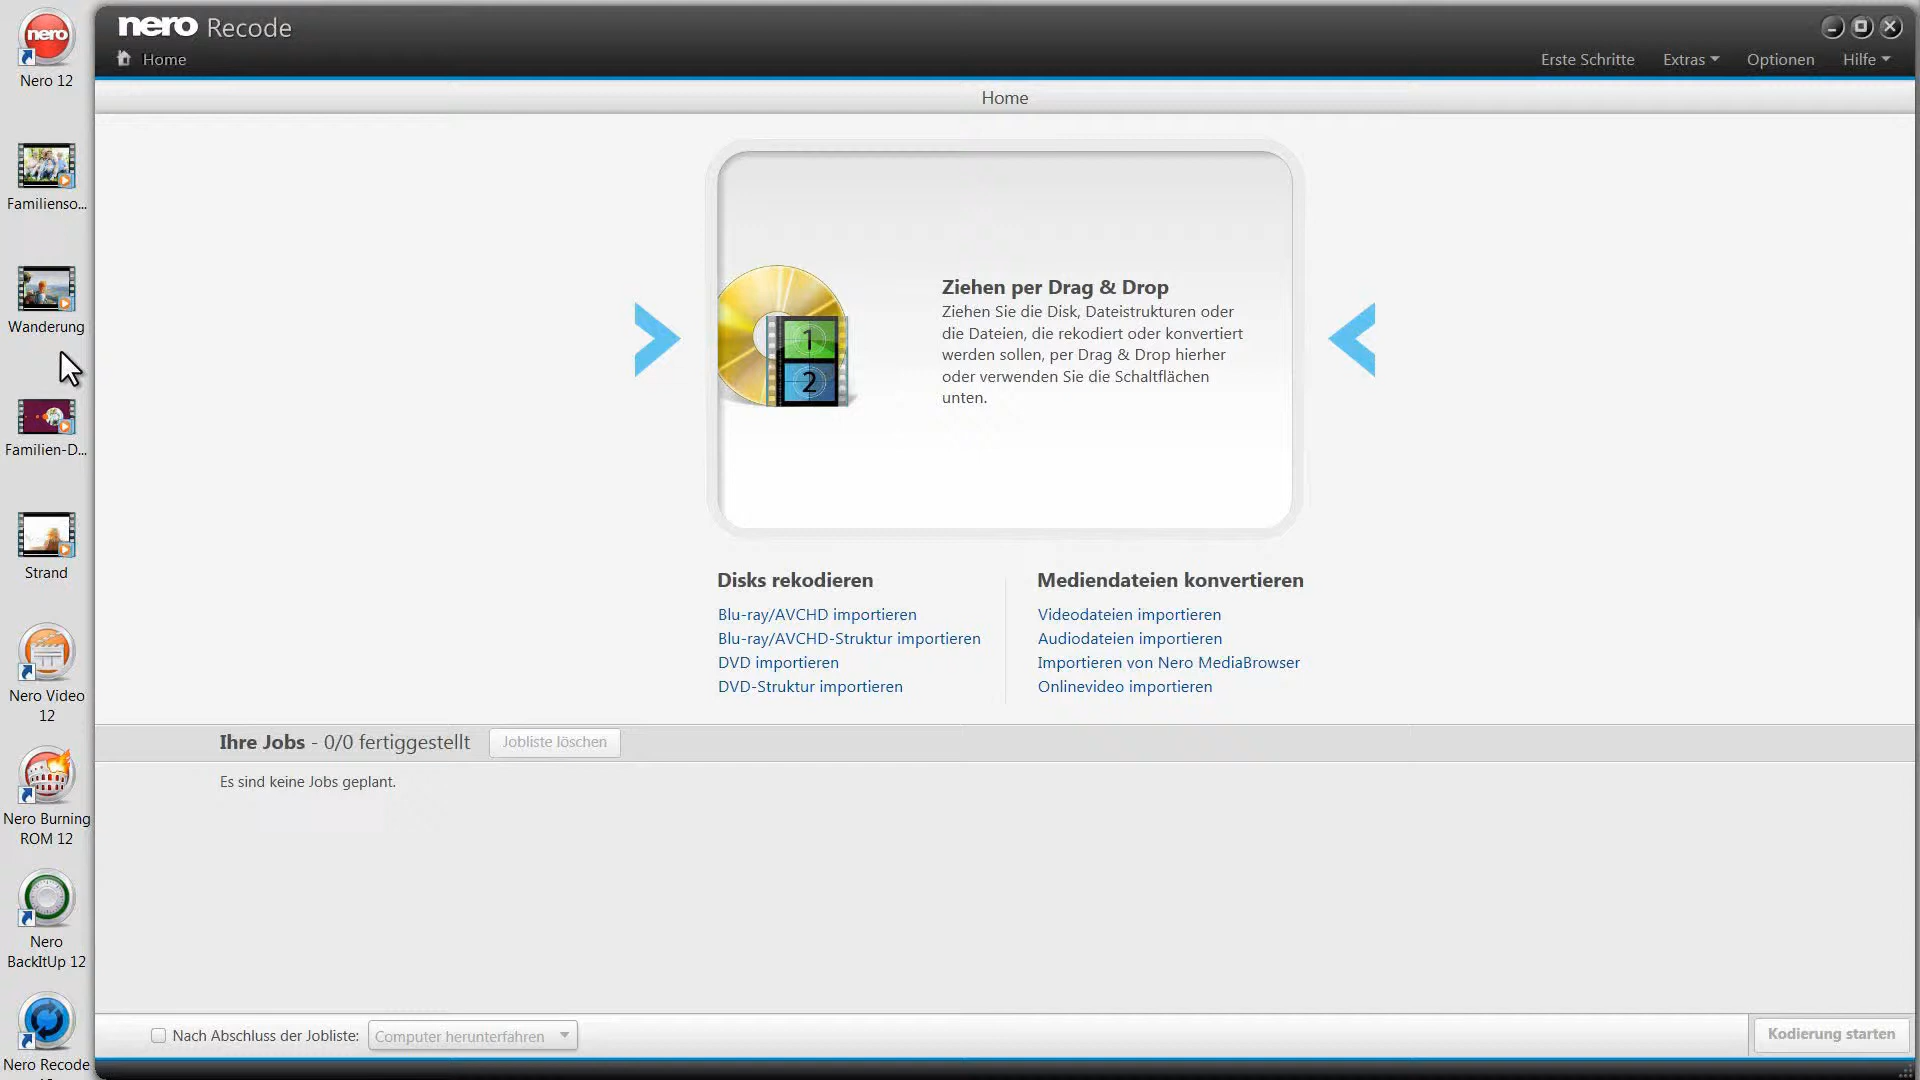 nero Recode
Home
Erste Schritte
Extras
Optionen
Hilfe
Home
nero
Nero 12
Familienso...
Wanderung
Familien-D...
Strand
Nero Video
12
Nero Burning
ROM 12
Nero
BackItUp 12
Nero Recode
1
2
Ziehen per Drag & Drop
Ziehen Sie die Disk, Dateistrukturen oder
die Dateien, die rekodiert oder konvertiert
werden sollen, per Drag & Drop hierher
oder verwenden Sie die Schaltflächen
unten.
Disks rekodieren
Blu-ray/AVCHD importieren
Blu-ray/AVCHD-Struktur importieren
DVD importieren
DVD-Struktur importieren
Mediendateien konvertieren
Videodateien importieren
Audiodateien importieren
Importieren von Nero MediaBrowser
Onlinevideo importieren
Ihre Jobs - 0/0 fertiggestellt
Jobliste löschen
Es sind keine Jobs geplant.
Nach Abschluss der Jobliste:
Computer herunterfahren
Kodierung starten